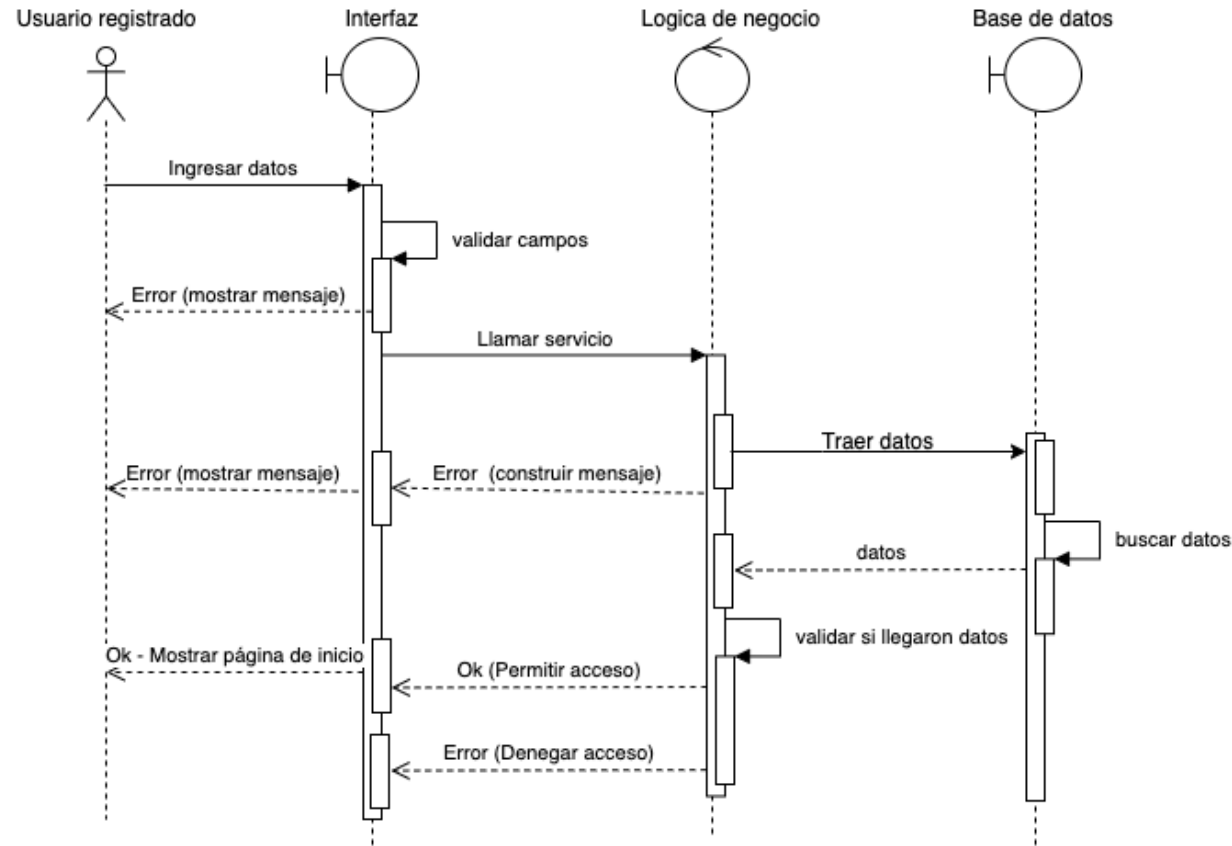 Usuario registrado
Interfaz
Logica de negocio
Base de datos
Ingresar datos
validar campos
Error (mostrar mensaje)
Llamar servicio
Traer datos
Error (mostrar mensaje)
Error (construir mensaje)
buscar datos
datos
validar si llegaron datos
Ok - Mostrar página de inicio
Ok (Permitir acceso)
Error (Denegar acceso)